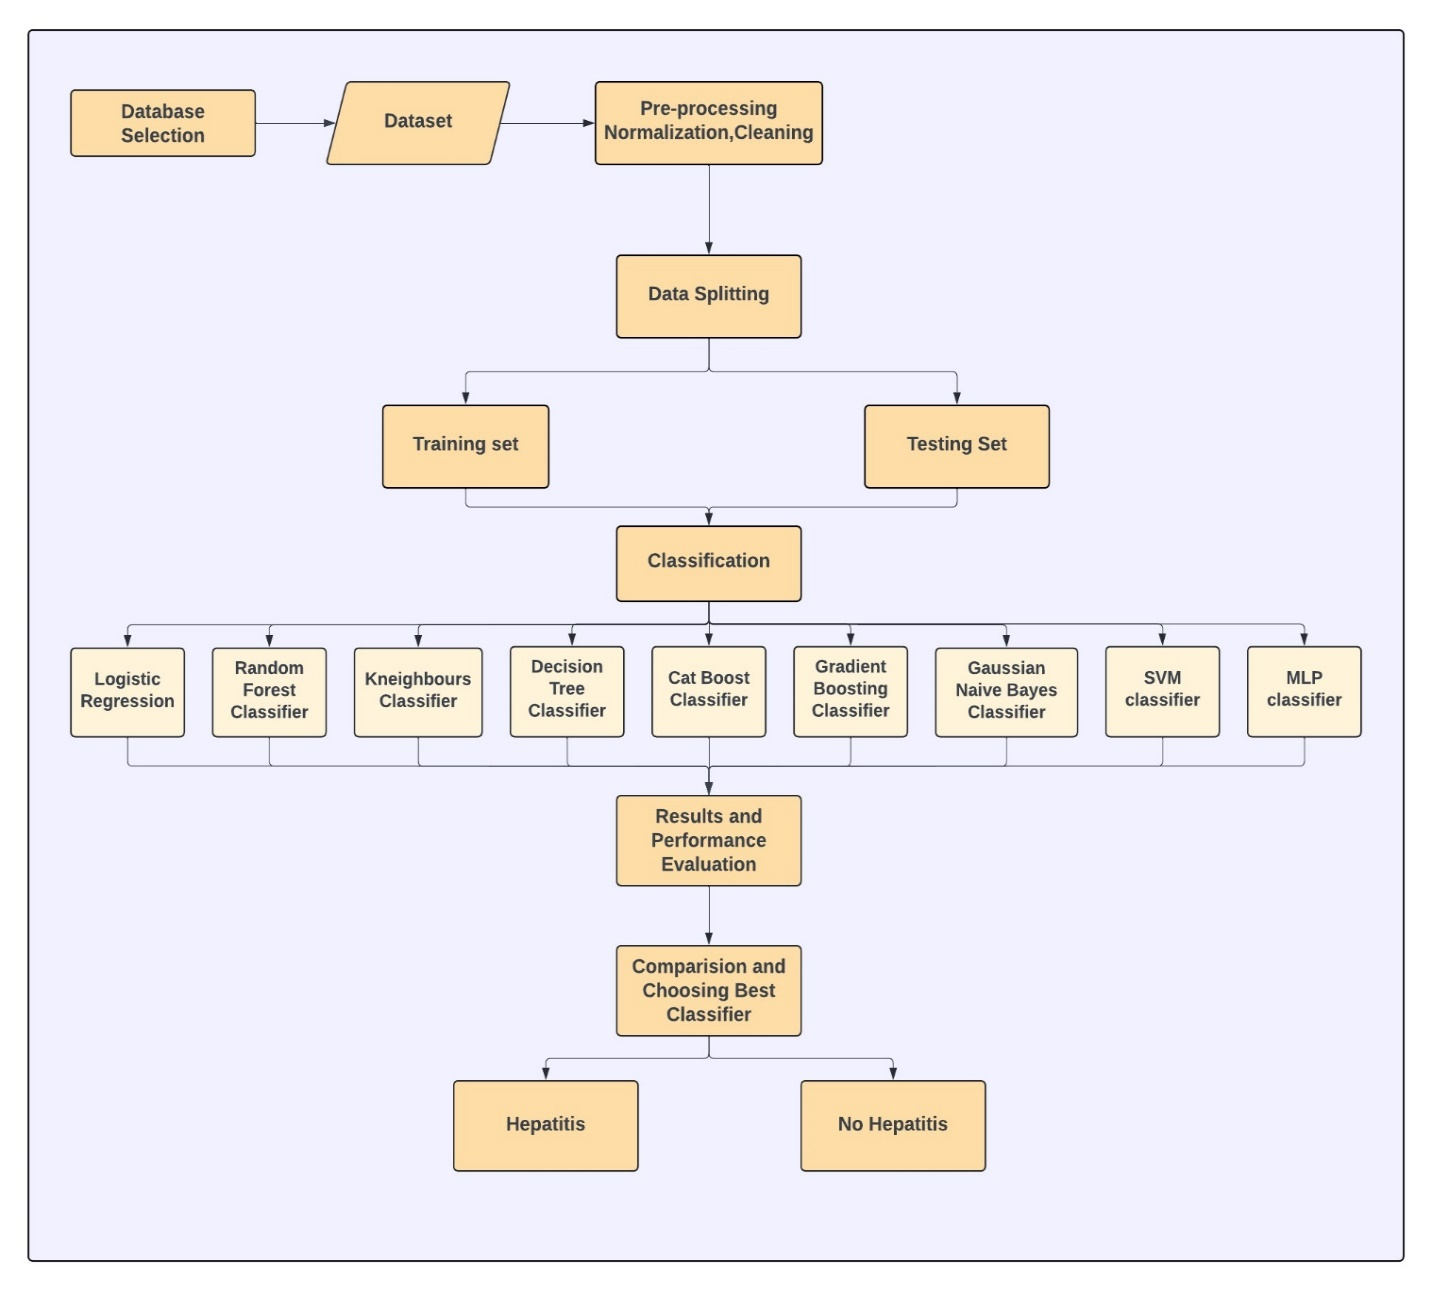 Database
Selection
Dataset
Pre-processing
Normalization,Cleaning
Data Splitting
Training set
Testing Set
Classification
Logistic
Regression
Random
Forest
Classifier
Kneighbours
Classifier
Decision
Tree
Classifier
Cat Boost
Classifier
Gradient
Boosting
Classifier
Gaussian
Naive Bayes
Classifier
SVM
classifier
MLP
classifier
Results and
Performance
Evaluation
Comparision and
Choosing Best
Classifier
Hepatitis
No Hepatitis